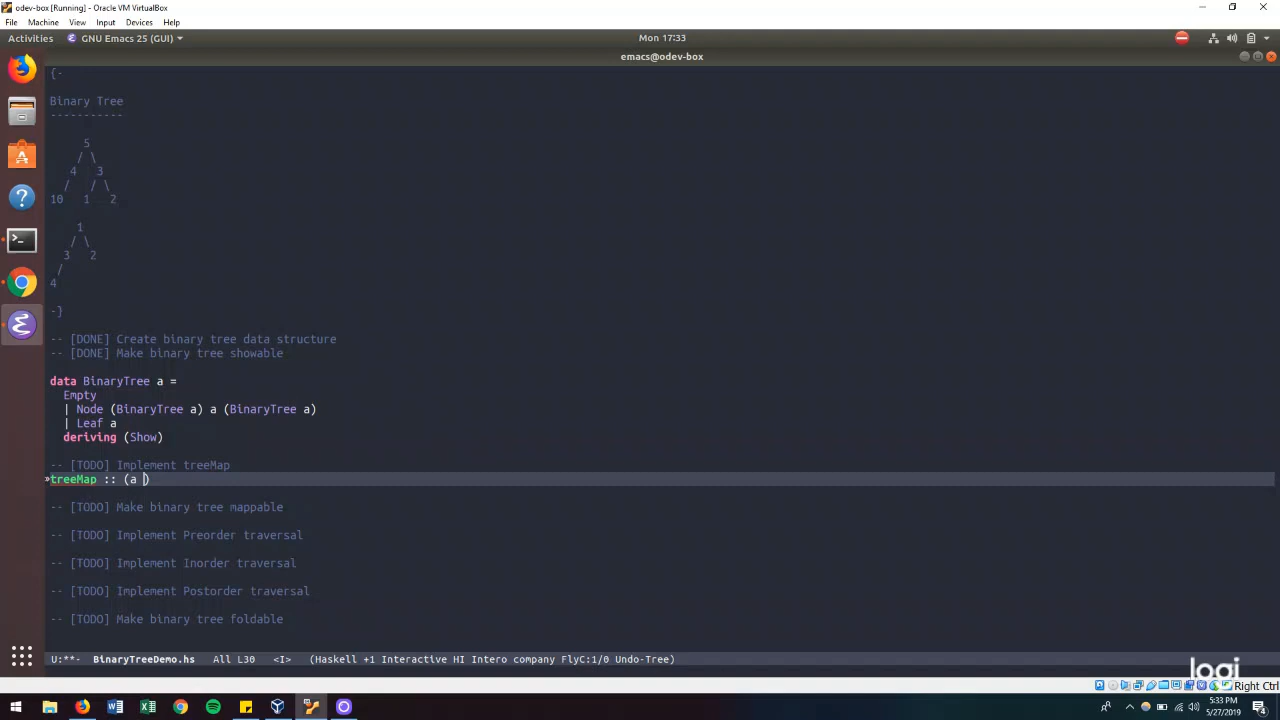 odev-box [Running] - Oracle VM VirtualBox
File Machine View Input Devices Help
Activities GNU Emacs 25 (GUI) Mon 17:33
emacs@odev-box
{-
Binary Tree
-----------
5
/ \
4 3
/ / \
10 1 2
1
/ \
3 2
/
4
-}
-- [DONE] Create binary tree data structure
-- [DONE] Make binary tree showable
data BinaryTree a =
Empty
| Node (BinaryTree a) a (BinaryTree a)
| Leaf a
deriving (Show)
-- [TODO] Implement treeMap
»treeMap :: (a )
-- [TODO] Make binary tree mappable
-- [TODO] Implement Preorder traversal
-- [TODO] Implement Inorder traversal
-- [TODO] Implement Postorder traversal
-- [TODO] Make binary tree foldable
U:**- BinaryTreeDemo.hs All L30 <I> (Haskell +1 Interactive HI Intero company FlyC:1/0 Undo-Tree)
logi
Right Ctrl
5:33 PM
5/27/2019
4